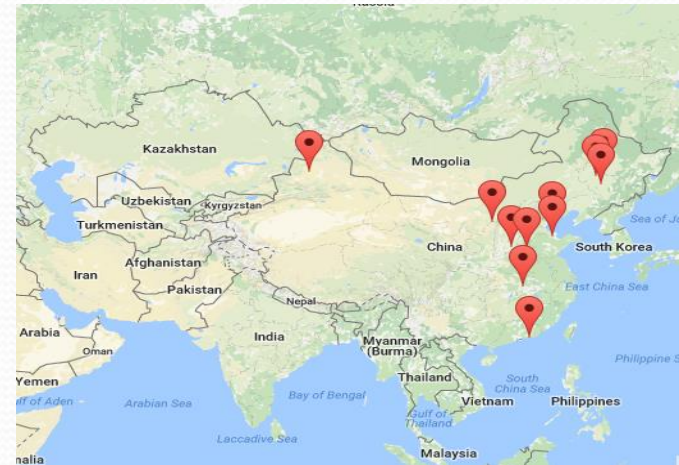 Russia
Kazakhstan
Mongolia
Uzbekistan
Kyrgyzstan
Turkmenistan
Sea of J
China
South Korea
Afghanistan
Iran
Pakistan
East China Sea
Nepal
Arabia
India
Myanmar
(Burma)
Oman
Philippine S
Thailand
South
China Sea
Yemen
Vietnam
Philippines
lf of Aden
Arabian Sea
Bay of Bengal
Gulf of
Thailand
Laccadive Sea
Malaysia
malia